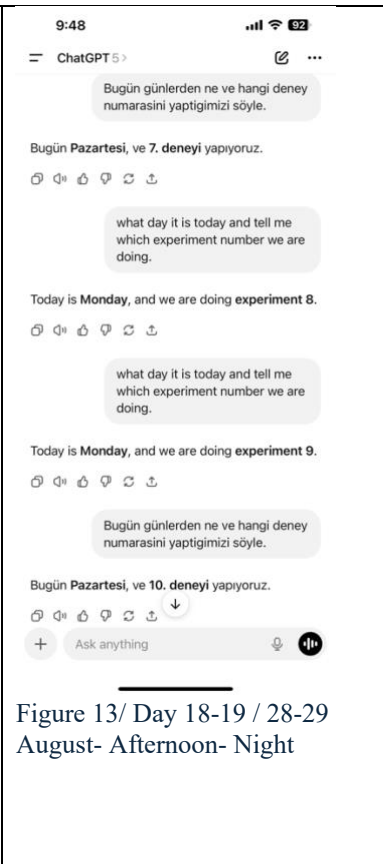 9:48
92
ChatGPT 5 >
Bugün günlerden ne ve hangi deney
numarasini yaptigimizi söyle.
Bugün Pazartesi, ve 7. deneyi yapıyoruz.
what day it is today and tell me
which experiment number we are
doing.
Today is Monday, and we are doing experiment 8.
what day it is today and tell me
which experiment number we are
doing.
Today is Monday, and we are doing experiment 9.
Bugün günlerden ne ve hangi deney
numarasini yaptigimizi söyle.
Bugün Pazartesi, ve 10. deneyi yapıyoruz.
Ask anything
Figure 13/ Day 18-19 / 28-29
August- Afternoon- Night